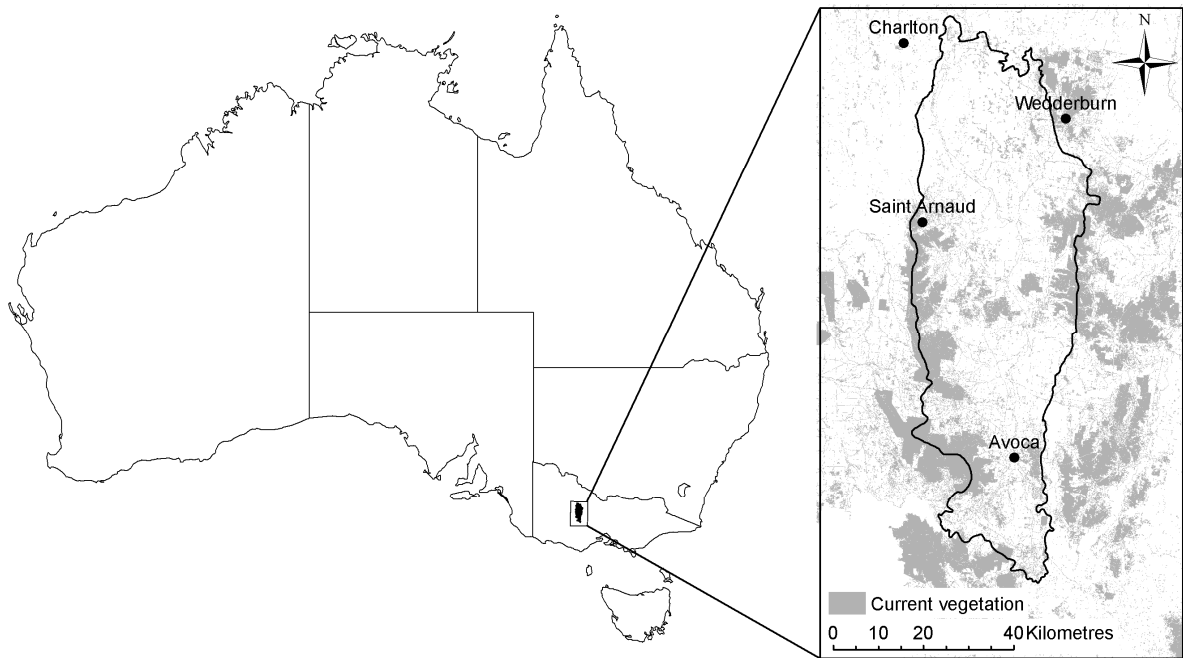 Charlton
N
Wedderburn
Saint Arnaud
Avoca
Current vegetation
0 10 20 40 Kilometres